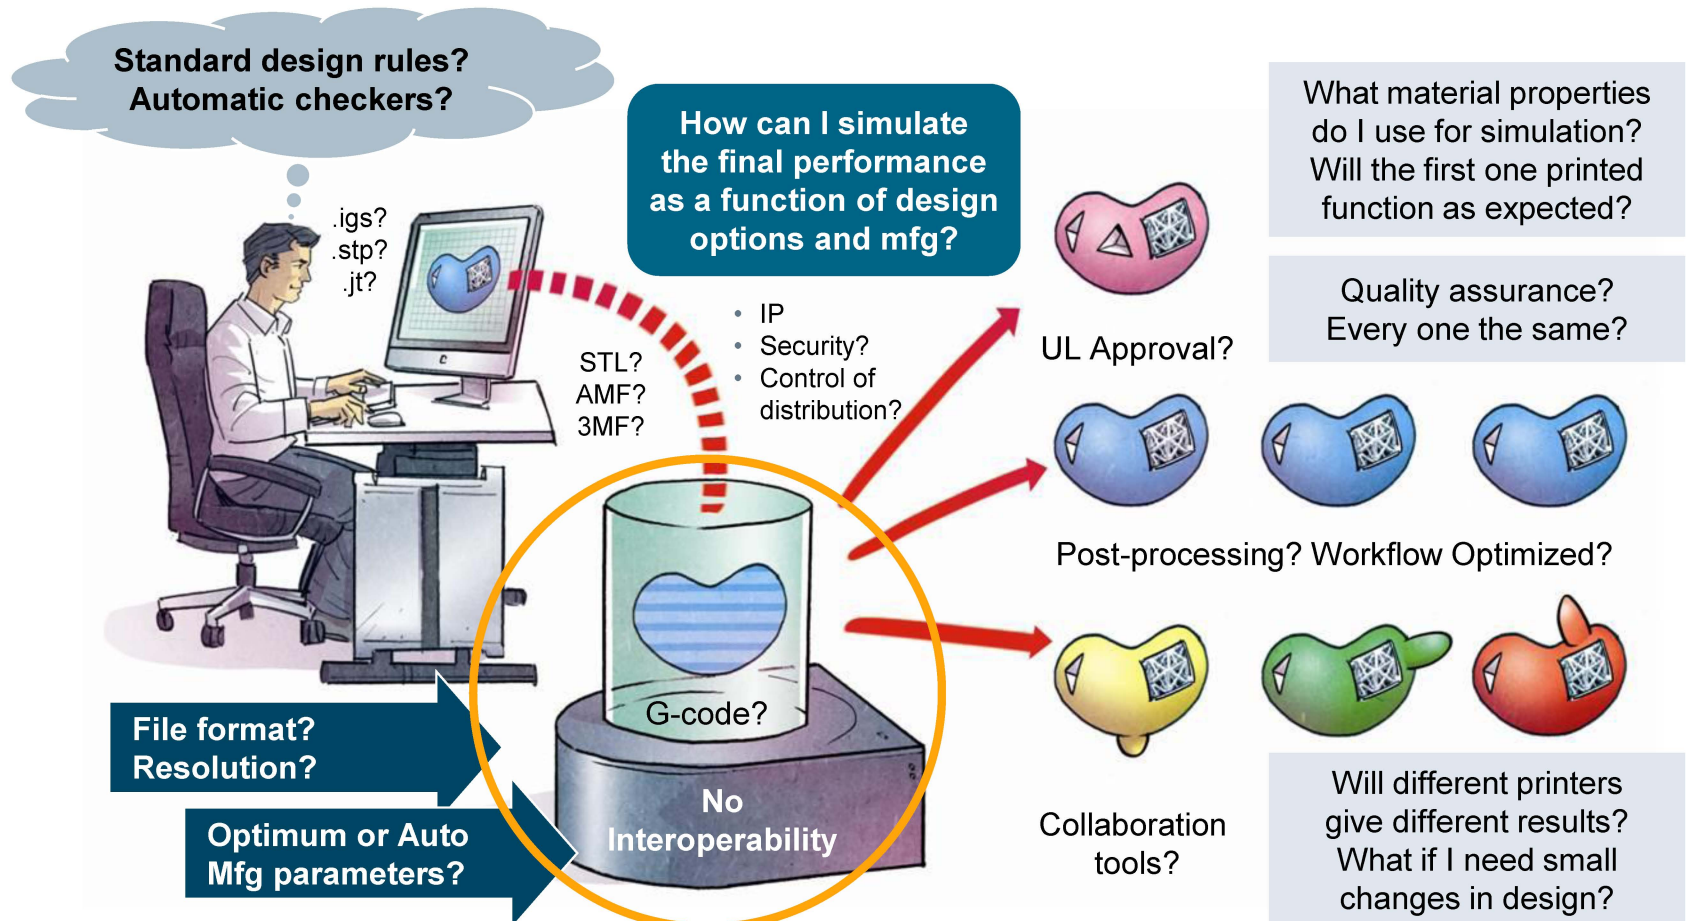 Standard design rules?
Automatic checkers?
.igs?
.stp?
.jt?
How can I simulate
the final performance
as a function of design
options and mfg?
STL?
AMF?
3MF?
• IP
• Security?
• Control of
distribution?
What material properties
do I use for simulation?
Will the first one printed
function as expected?
Quality assurance?
Every one the same?
UL Approval?
Post-processing? Workflow Optimized?
G-code?
No
Interoperability
File format?
Resolution?
Optimum or Auto
Mfg parameters?
Collaboration
tools?
Will different printers
give different results?
What if I need small
changes in design?